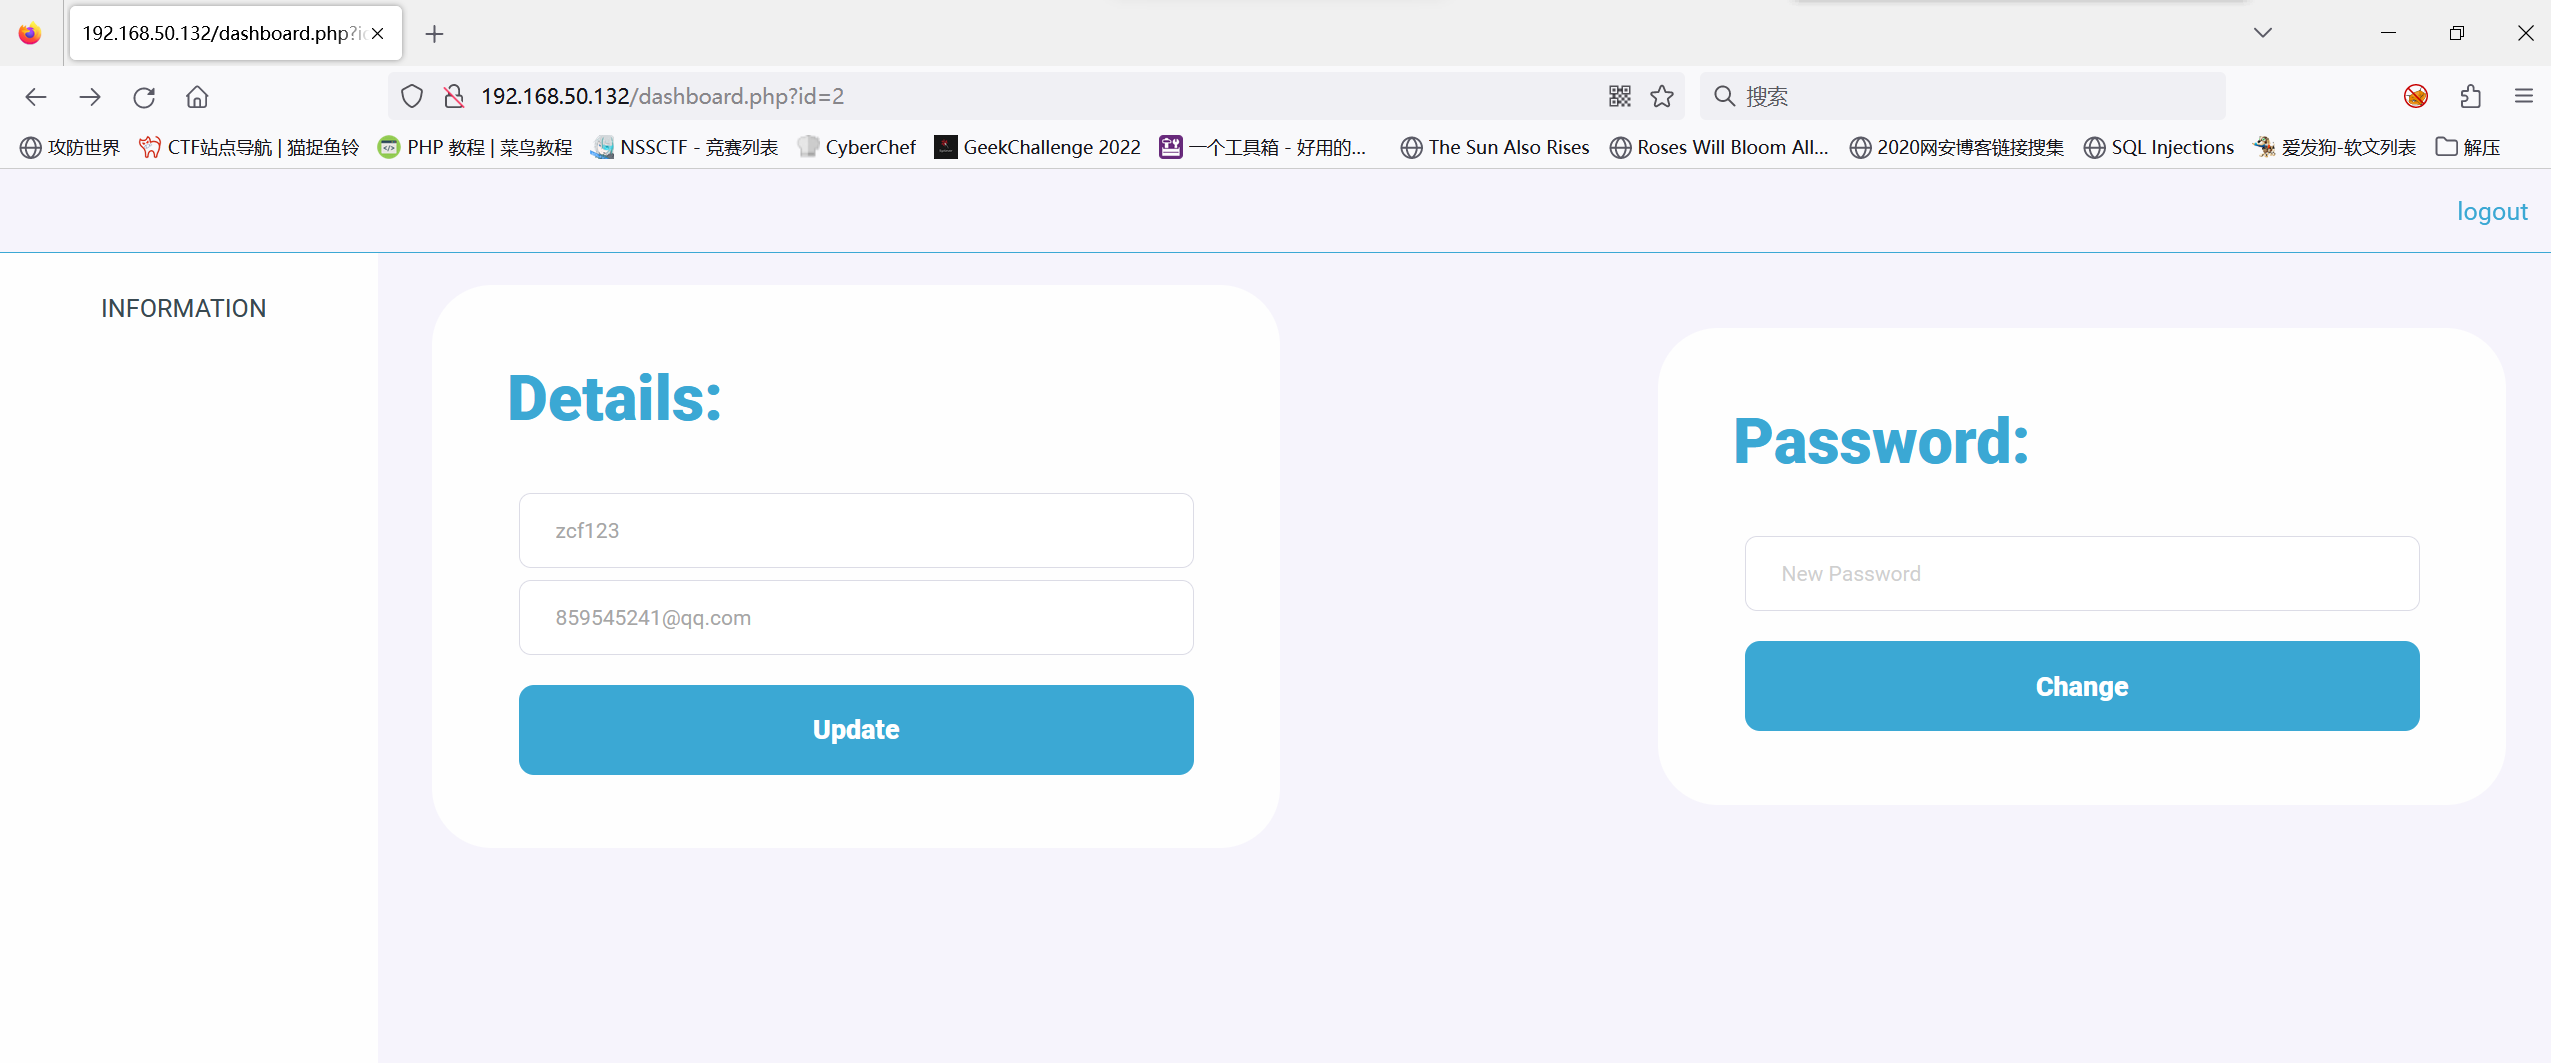 192.168.50.132/dashboard.php?id
192.168.50.132/dashboard.php?id=2
搜索
攻防世界 CTF站点导航 | 猫捉鱼铃 PHP 教程 | 菜鸟教程 NSSCTF - 竞赛列表 CyberChef GeekChallenge 2022 一个工具箱 - 好用的... The Sun Also Rises Roses Will Bloom All... 2020网安博客链接搜集 SQL Injections 爱发狗-软文列表 解压
logout
INFORMATION
Details:
zcf123
859545241@qq.com
Update
Password:
New Password
Change